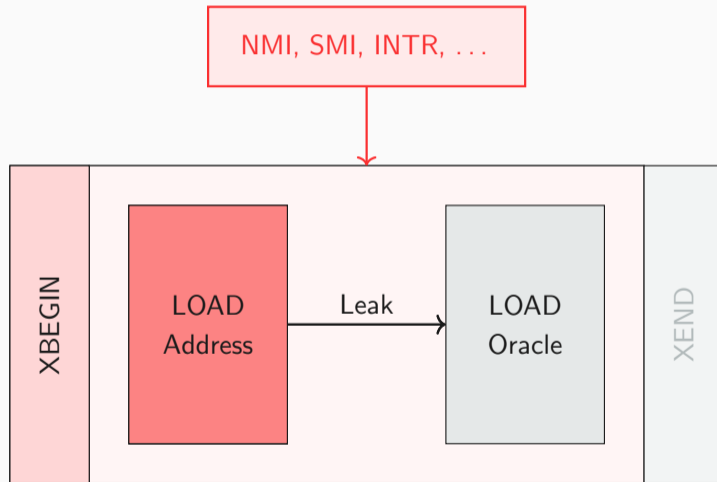 NMI, SMI, INTR, ...
XBEGIN
LOAD
Address
Leak
LOAD
Oracle
XEND